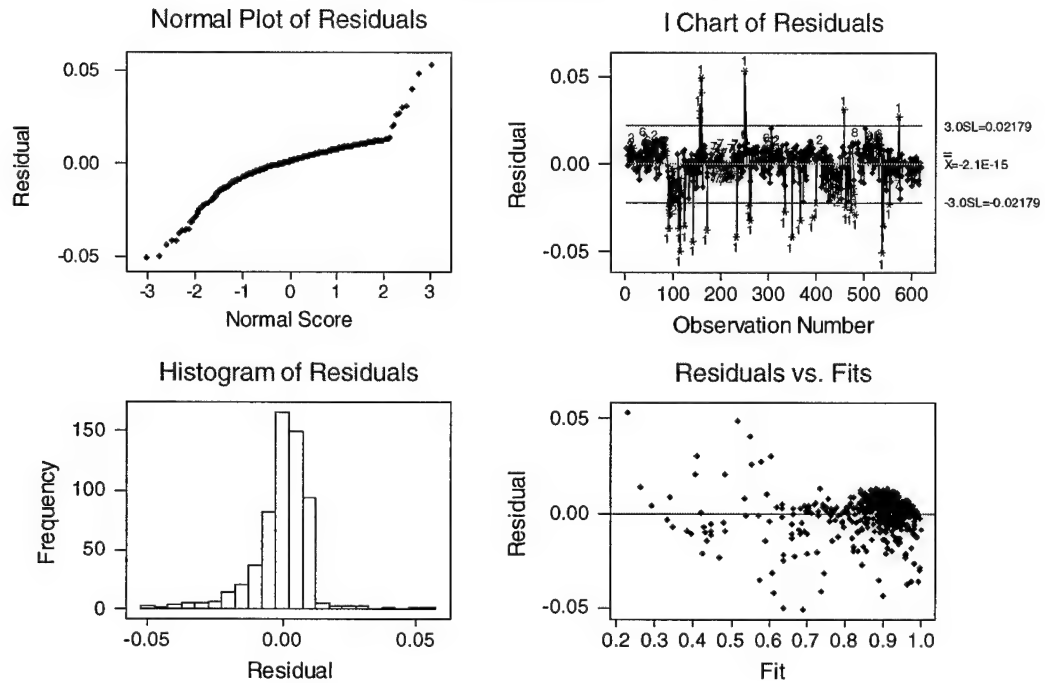 Normal Plot of Residuals
0.05
0.00
-0.05
Residual
-3 -2 -1 0 1 2 3
Normal Score
I Chart of Residuals
0.05
0.00
-0.05
Residual
3.0SL=0.02179
X=-2.1E-15
-3.0SL=-0.02179
0 100 200 300 400 500 600
Observation Number
Histogram of Residuals
150
100
50
0
Frequency
-0.05 0.00 0.05
Residual
Residuals vs. Fits
0.05
0.00
-0.05
Residual
0.2 0.3 0.4 0.5 0.6 0.7 0.8 0.9 1.0
Fit